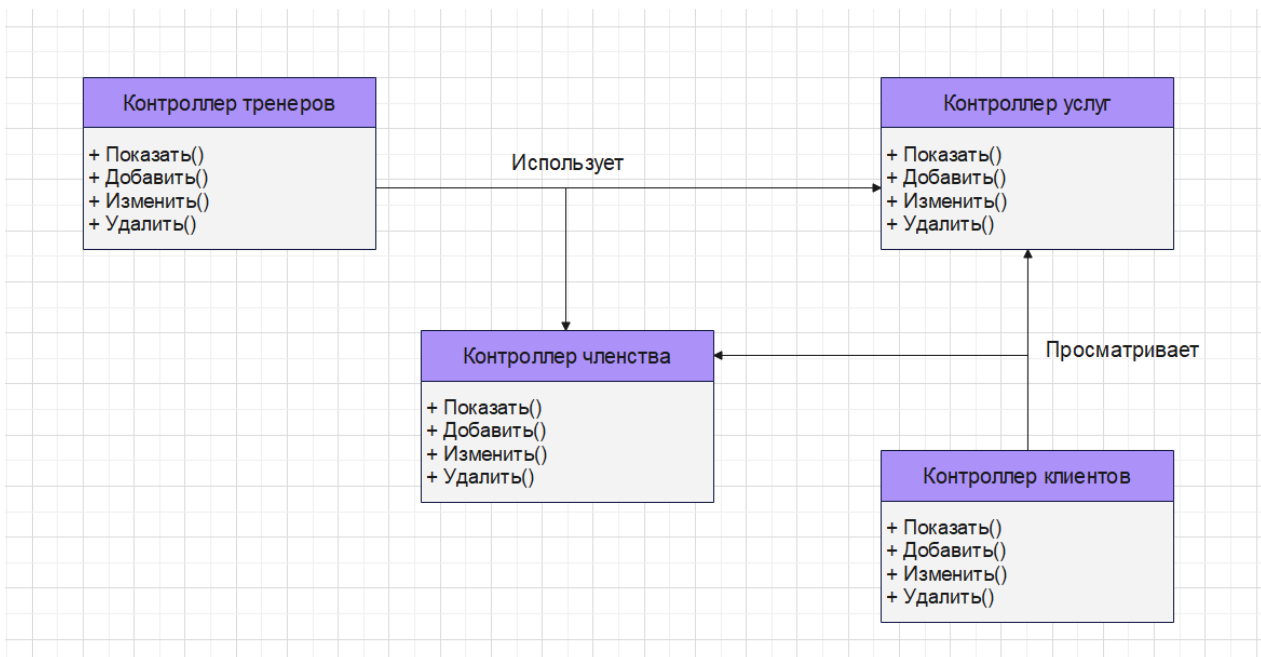 Контроллер тренеров
+ Показать()
+ Добавить()
+ Изменить()
+ Удалить()
Использует
Контроллер услуг
+ Показать()
+ Добавить()
+ Изменить()
+ Удалить()
Контроллер членства
+ Показать()
+ Добавить()
+ Изменить()
+ Удалить()
Просматривает
Контроллер клиентов
+ Показать()
+ Добавить()
+ Изменить()
+ Удалить()